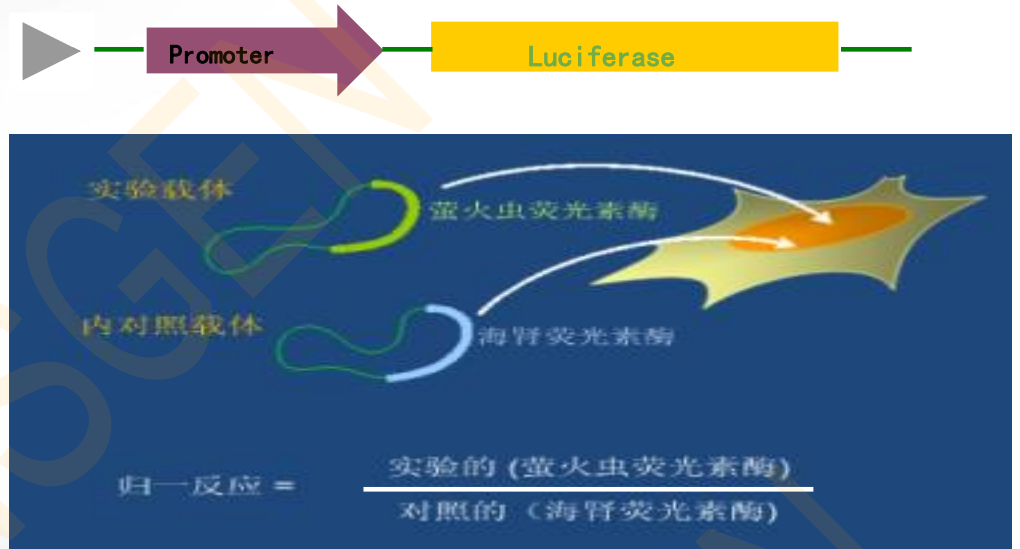 Promoter
Luciferase
实验载体
萤火虫荧光素酶
内对照载体
海肾荧光素酶
归一反应 =
实验的 (萤火虫荧光素酶)
对照的 (海肾荧光素酶)